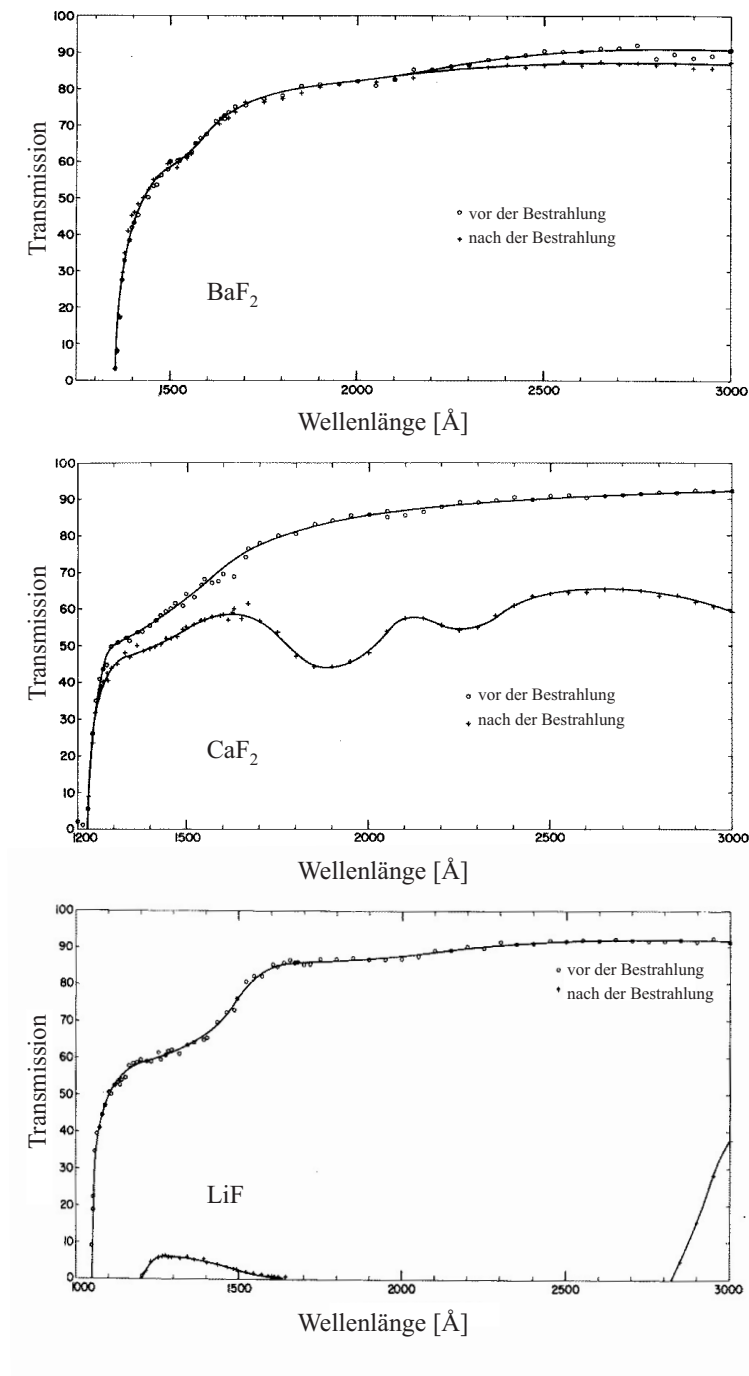 100
90
80
70
60
50
40
30
20
10
0
Transmission
○ vor der Bestrahlung
+ nach der Bestrahlung
BaF₂
1500 2000 2500 3000
Wellenlänge [Å]
100
90
80
70
60
50
40
30
20
10
0
Transmission
○ vor der Bestrahlung
+ nach der Bestrahlung
CaF₂
1200 1500 2000 2500 3000
Wellenlänge [Å]
100
90
80
70
60
50
40
30
20
10
0
Transmission
○ vor der Bestrahlung
+ nach der Bestrahlung
LiF
1000 1500 2000 2500 3000
Wellenlänge [Å]